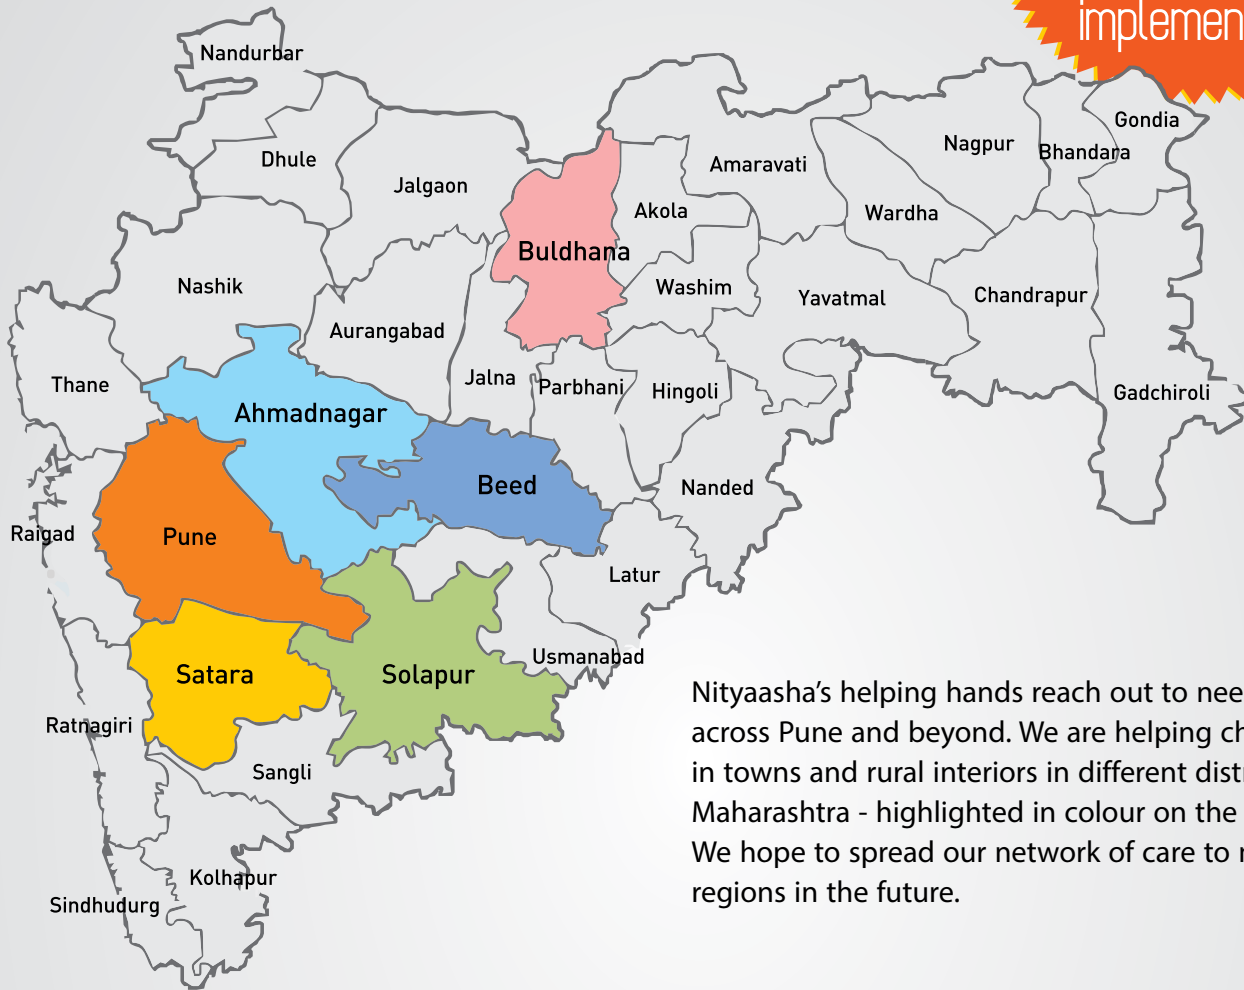 implemen
Nandurbar
Gondia
Nagpur
Bhandara
Dhule
Amaravati
Jalgaon
Akola
Wardha
Buldhana
Nashik
Washim
Yavatmal
Chandrapur
Aurangabad
Thane
Jalna
Parbhani
Hingoli
Gadchiroli
Ahmadnagar
Beed
Nanded
Raigad
Pune
Latur
Usmanabad
Satara
Solapur
Ratnagiri
Sangli
Kolhapur
Sindhudurg
Nityaasha's helping hands reach out to nee
across Pune and beyond. We are helping ch
in towns and rural interiors in different dist
Maharashtra - highlighted in colour on the
We hope to spread our network of care to
regions in the future.